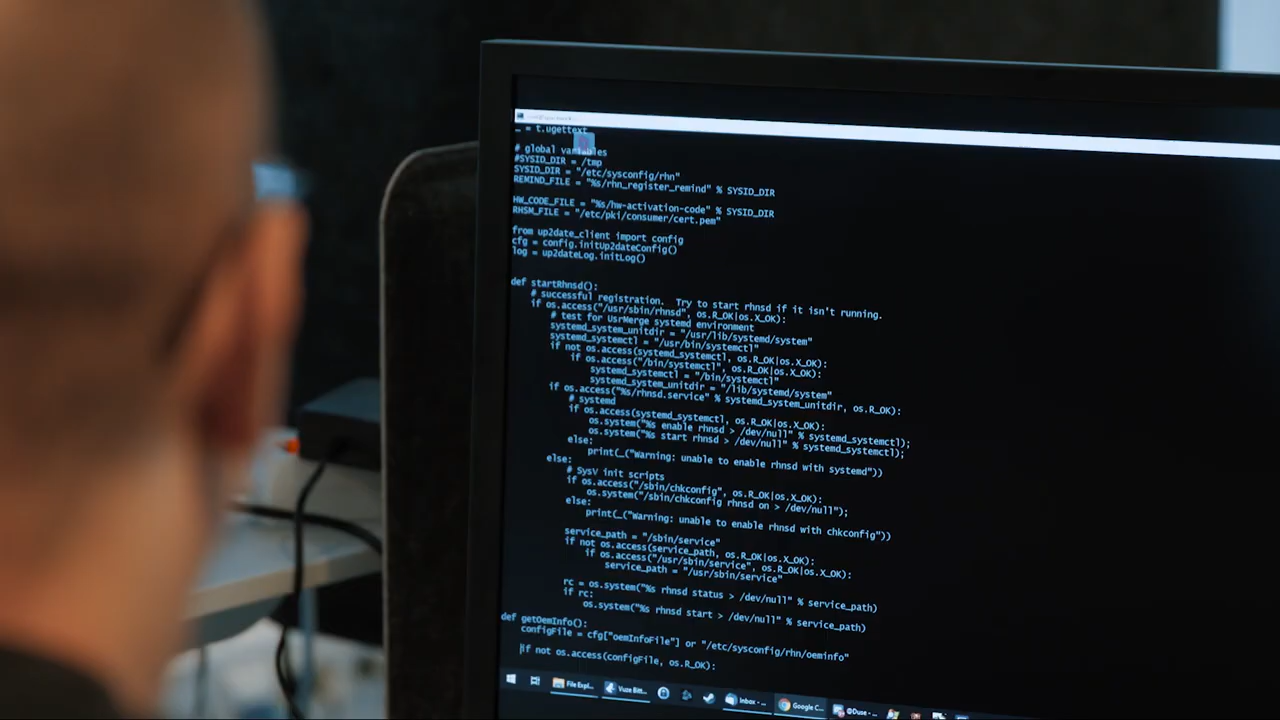 _ = t.ugettext
# global variables
#SYSID_DIR = /tmp
SYSID_DIR = "/etc/sysconfig/rhn"
REMIND_FILE = "%s/rhn_register_remind" % SYSID_DIR
HW_CODE_FILE = "%s/hw-activation-code" % SYSID_DIR
RHSM_FILE = "/etc/pki/consumer/cert.pem"
from up2date_client import config
cfg = config.initUp2dateConfig()
log = up2dateLog.initLog()
def startRhnsd():
# successful registration.  Try to start rhnsd if it isn't running.
if os.access("/usr/sbin/rhnsd", os.R_OK|os.X_OK):
# test for UsrMerge systemd environment
systemd_system_unitdir = "/usr/lib/systemd/system"
systemd_systemctl = "/usr/bin/systemctl"
if not os.access(systemd_systemctl, os.R_OK|os.X_OK):
if os.access("/bin/systemctl", os.R_OK|os.X_OK):
systemd_systemctl = "/bin/systemctl"
systemd_system_unitdir = "/lib/systemd/system"
if os.access("%s/rhnsd.service" % systemd_system_unitdir, os.R_OK):
# systemd
if os.access(systemd_systemctl, os.R_OK|os.X_OK):
os.system("%s enable rhnsd > /dev/null" % systemd_systemctl);
os.system("%s start rhnsd > /dev/null" % systemd_systemctl);
else:
print(_("Warning: unable to enable rhnsd with systemd"))
else:
# SysV init scripts
if os.access("/sbin/chkconfig", os.R_OK|os.X_OK):
os.system("/sbin/chkconfig rhnsd on > /dev/null");
else:
print(_("Warning: unable to enable rhnsd with chkconfig"))
service_path = "/sbin/service"
if not os.access(service_path, os.R_OK|os.X_OK):
if os.access("/usr/sbin/service", os.R_OK|os.X_OK):
service_path = "/usr/sbin/service"
rc = os.system("%s rhnsd status > /dev/null" % service_path)
if rc:
os.system("%s rhnsd start > /dev/null" % service_path)
def getOemInfo():
configFile = cfg["oemInfoFile"] or "/etc/sysconfig/rhn/oeminfo"
if not os.access(configFile, os.R_OK):
File Expl... Vuze Bitt... Inbox - ... Google C... @Duse - ...